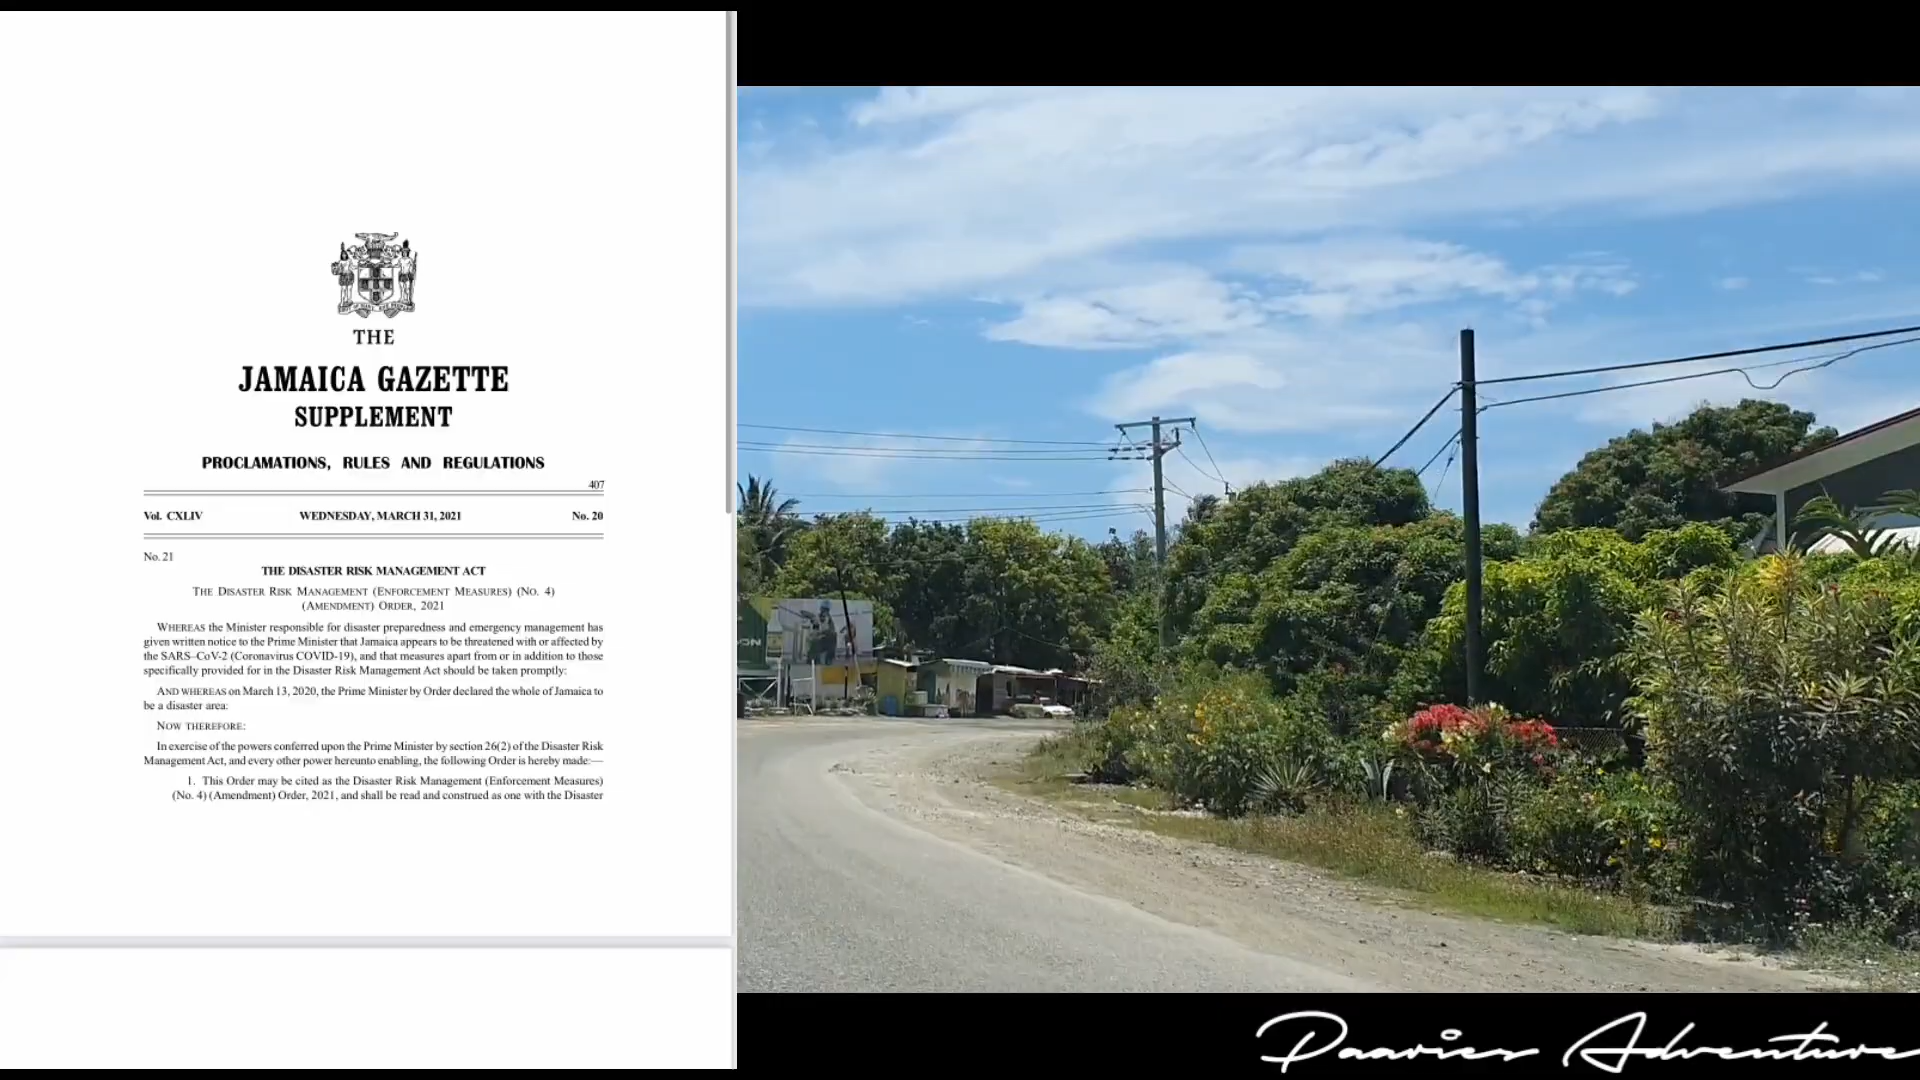 THE
JAMAICA GAZETTE
SUPPLEMENT
PROCLAMATIONS, RULES AND REGULATIONS
407
Vol. CXLIV WEDNESDAY, MARCH 31, 2021 No. 20
No. 21
THE DISASTER RISK MANAGEMENT ACT
THE DISASTER RISK MANAGEMENT (ENFORCEMENT MEASURES) (NO. 4)
(AMENDMENT) ORDER, 2021
WHEREAS the Minister responsible for disaster preparedness and emergency management has
given written notice to the Prime Minister that Jamaica appears to be threatened with or affected by
the SARS–CoV-2 (Coronavirus COVID-19), and that measures apart from or in addition to those
specifically provided for in the Disaster Risk Management Act should be taken promptly:
AND WHEREAS on March 13, 2020, the Prime Minister by Order declared the whole of Jamaica to
be a disaster area:
NOW THEREFORE:
In exercise of the powers conferred upon the Prime Minister by section 26(2) of the Disaster Risk
Management Act, and every other power hereunto enabling, the following Order is hereby made:—
1. This Order may be cited as the Disaster Risk Management (Enforcement Measures)
(No. 4) (Amendment) Order, 2021, and shall be read and construed as one with the Disaster
Paaries Adventure